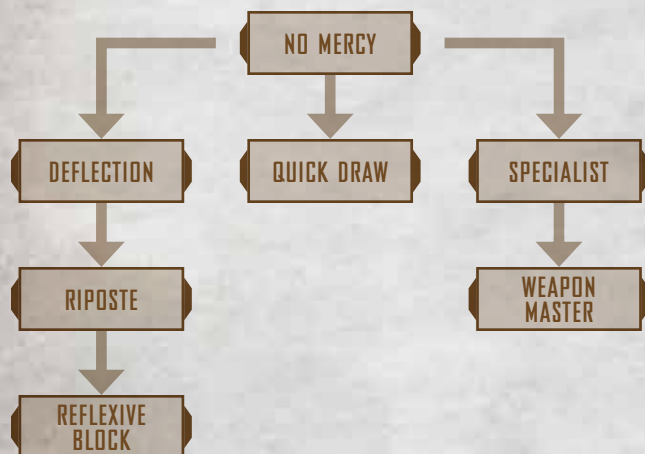 NO MERCY
DEFLECTION
QUICK DRAW
SPECIALIST
RIPOSTE
WEAPON
MASTER
REFLEXIVE
BLOCK